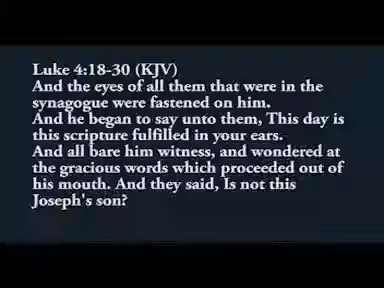 Luke 4:18-30 (KJV)
And the eyes of all them that were in the
synagogue were fastened on him.
And he began to say unto them, This day is
this scripture fulfilled in your ears.
And all bare him witness, and wondered at
the gracious words which proceeded out of
his mouth. And they said, Is not this
Joseph's son?